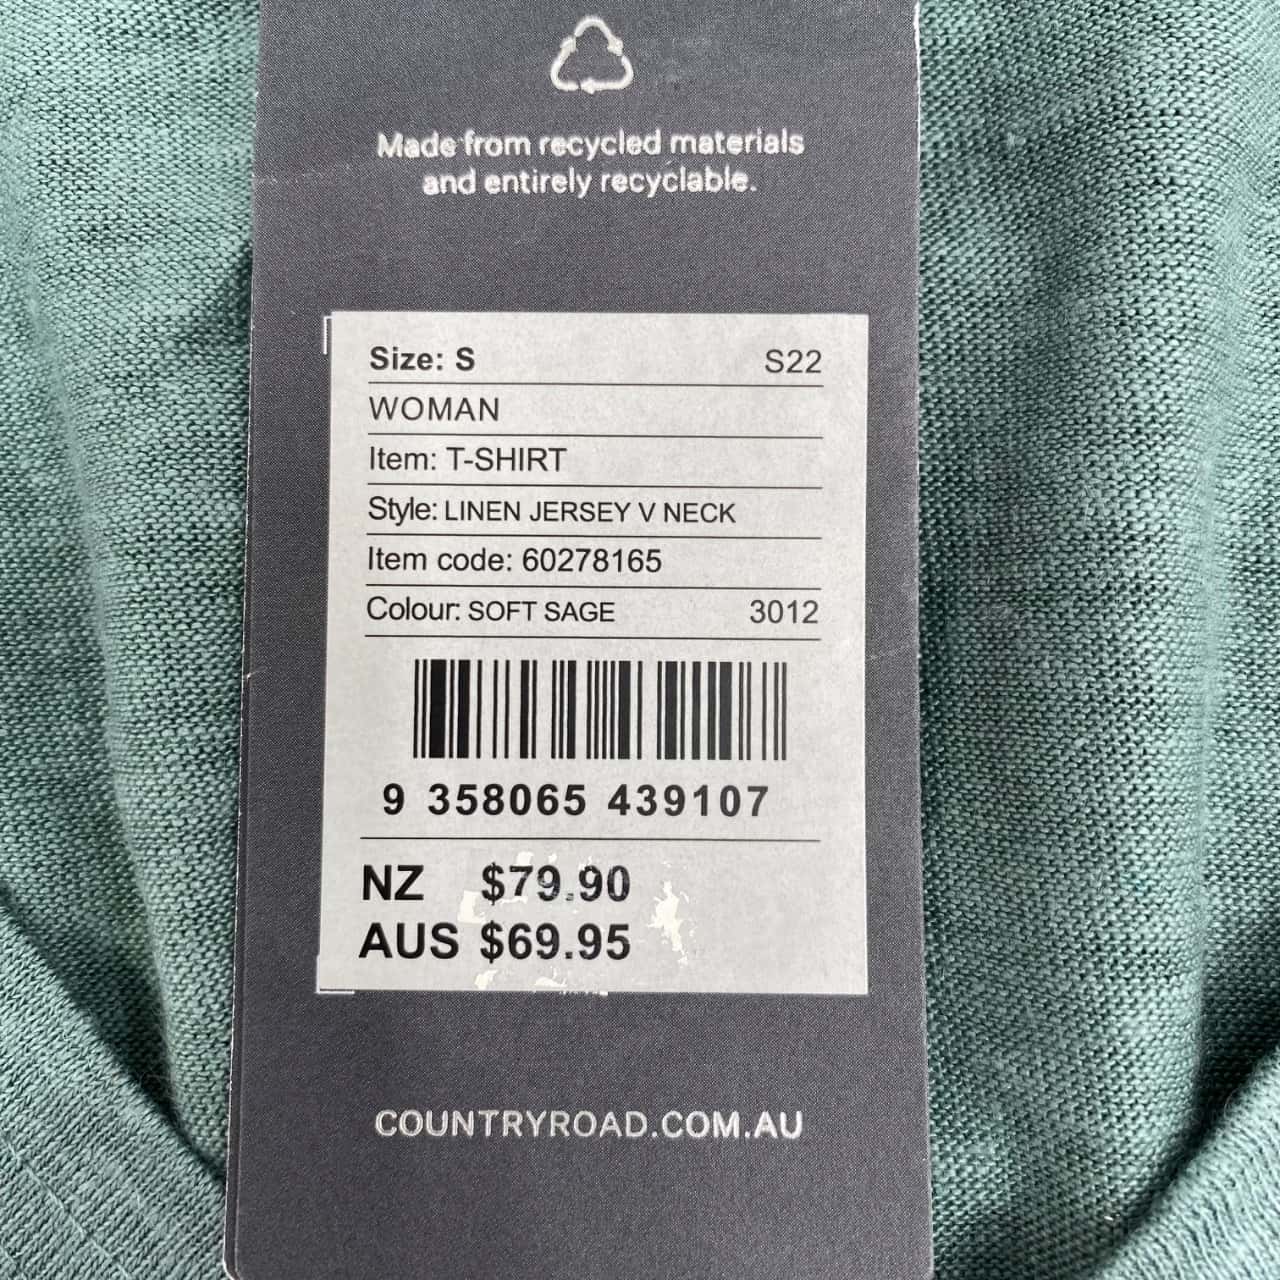 Made from recycled materials
and entirely recyclable.
Size: S S22
WOMAN
Item: T-SHIRT
Style: LINEN JERSEY V NECK
Item code: 60278165
Colour: SOFT SAGE 3012
9 358065 439107
NZ $79.90
AUS $69.95
COUNTRYROAD.COM.AU